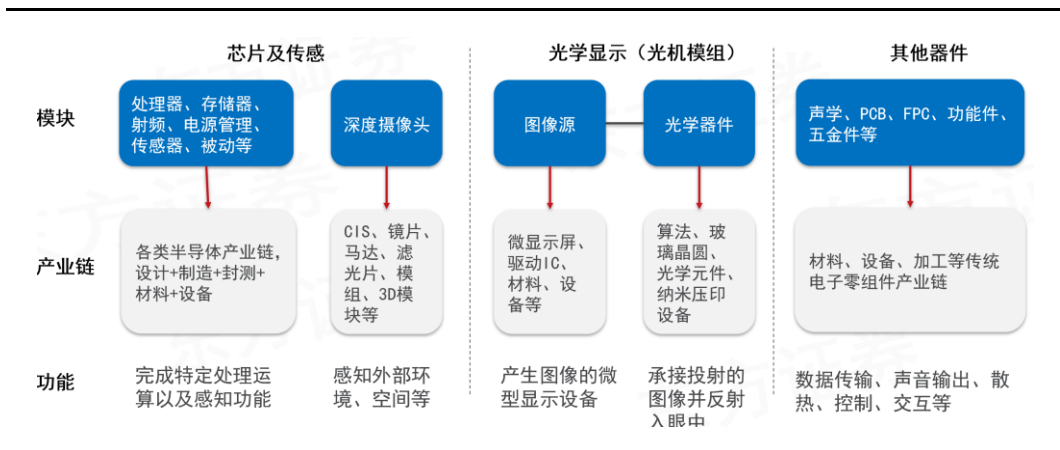 芯片及传感
光学显示（光机模组）
其他器件
模块
处理器、存储器、
射频、电源管理、
传感器、被动等
深度摄像头
图像源
光学器件
声学、PCB、FPC、功能件、
五金件等
产业链
各类半导体产业链，
设计+制造+封测+
材料+设备
CIS、镜片、
马达、滤
光片、模
组、3D模
块等
微显示屏、
驱动IC、
材料、设
备等
算法、玻
璃晶圆、
光学元件、
纳米压印
设备
材料、设备、加工等传统
电子零组件产业链
功能
完成特定处理运
算以及感知功能
感知外部环
境、空间等
产生图像的微
型显示设备
承接投射的
图像并反射
入眼中
数据传输、声音输出、散
热、控制、交互等